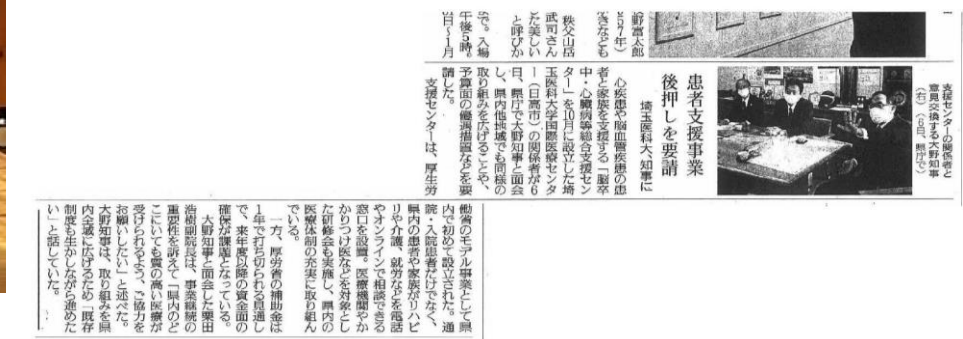 矢野富太郎
957年）
きなども
秩父山岳
武司さん
た美しい
と呼びか
で。入場
午後5時。
8日～1月
支援センターの関係者と
意見交換する大野知事
（右）（6日、県庁で）
患者支援事業
後押しを要請
埼玉医科大、知事に
心疾患や脳血管疾患の患
者と家族を支援する「脳卒
中・心臓病等総合支援セン
ター」を10月に設立した埼
玉医科大学国際医療センタ
ー（日高市）の関係者が6
日、県庁で大野知事と面会
し、県内他地域でも同様の
取り組みを広げることや、
予算面の優遇措置などを要
請した。
支援センターは、厚生労
働省のモデル事業として県
内で初めて設立された。通
院・入院患者だけでなく、
県内の患者や家族がリハビ
リや介護、就労などを電話
やオンラインで相談できる
窓口を設置。医療機関やか
かりつけ医などを対象とし
た研修会も実施し、県内の
医療体制の充実に取り組ん
でいる。
一方、厚労省の補助金は
1年で打ち切られる見通し
で、来年度以降の資金面の
確保が課題となっている。
大野知事と面会した栗田
浩樹副院長は、事業継続の
重要性を訴えて「県内のど
こにいても質の高い医療が
受けられるよう、ご協力を
お願いしたい」と述べた。
大野知事は、取り組みを県
内全域に広げるため「既存
制度も生かしながら進めた
い」と話していた。